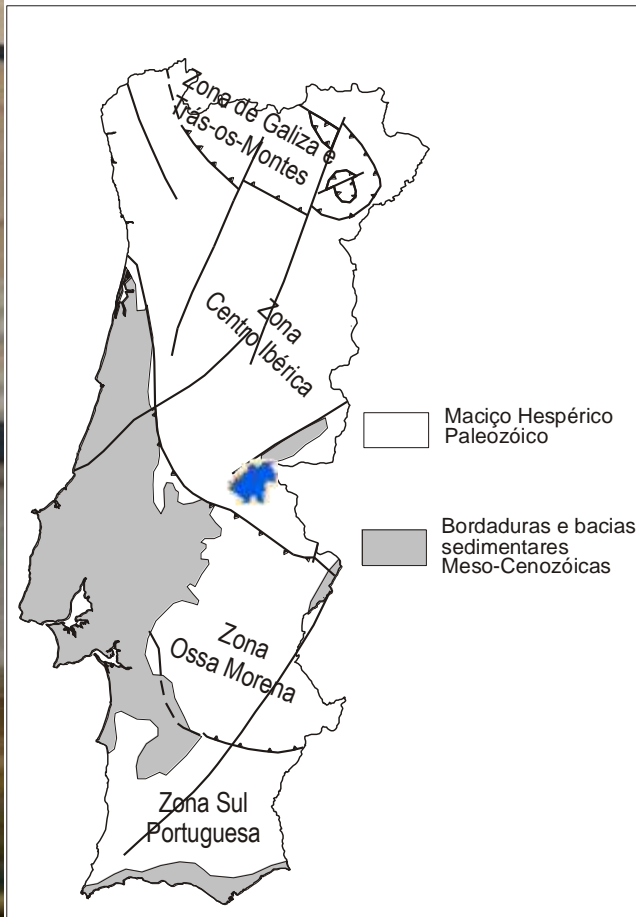 Zona de Galiza e
Trás-os-Montes
Zona
Centro Ibérica
Maciço Hespérico
Paleozóico
Bordaduras e bacias
sedimentares
Meso-Cenozóicas
Zona
Ossa Morena
Zona Sul
Portuguesa